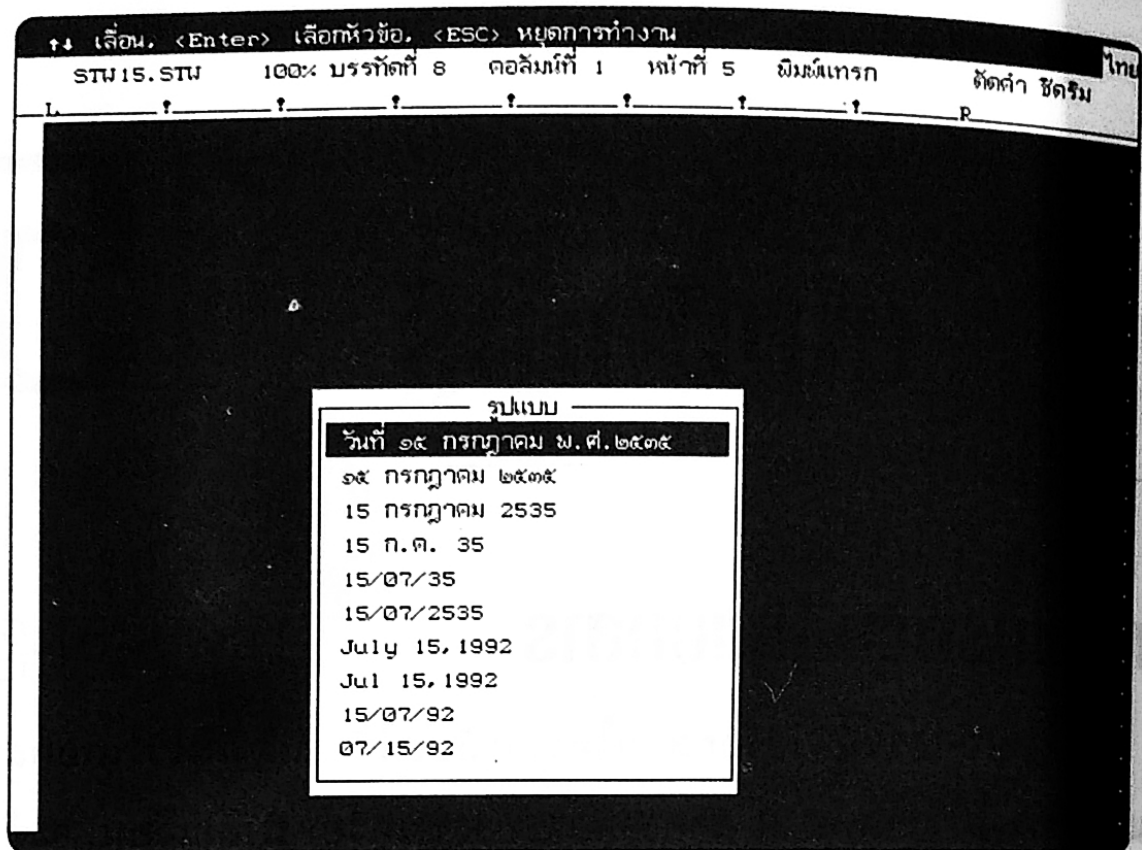 ↑↓ เลื่อน, <Enter> เลือกหัวข้อ, <ESC> หยุดการทำงาน
ไทย
STW15.STW 100% บรรทัดที่ 8 คอลัมน์ที่ 1 หน้าที่ 5 พิมพ์แทรก ตัดคำ ชิดริม
L R
รูปแบบ
วันที่ ๑๕ กรกฎาคม พ.ศ.๒๕๓๕
๑๕ กรกฎาคม ๒๕๓๕
15 กรกฎาคม 2535
15 ก.ค. 35
15/07/35
15/07/2535
July 15,1992
Jul 15,1992
15/07/92
07/15/92